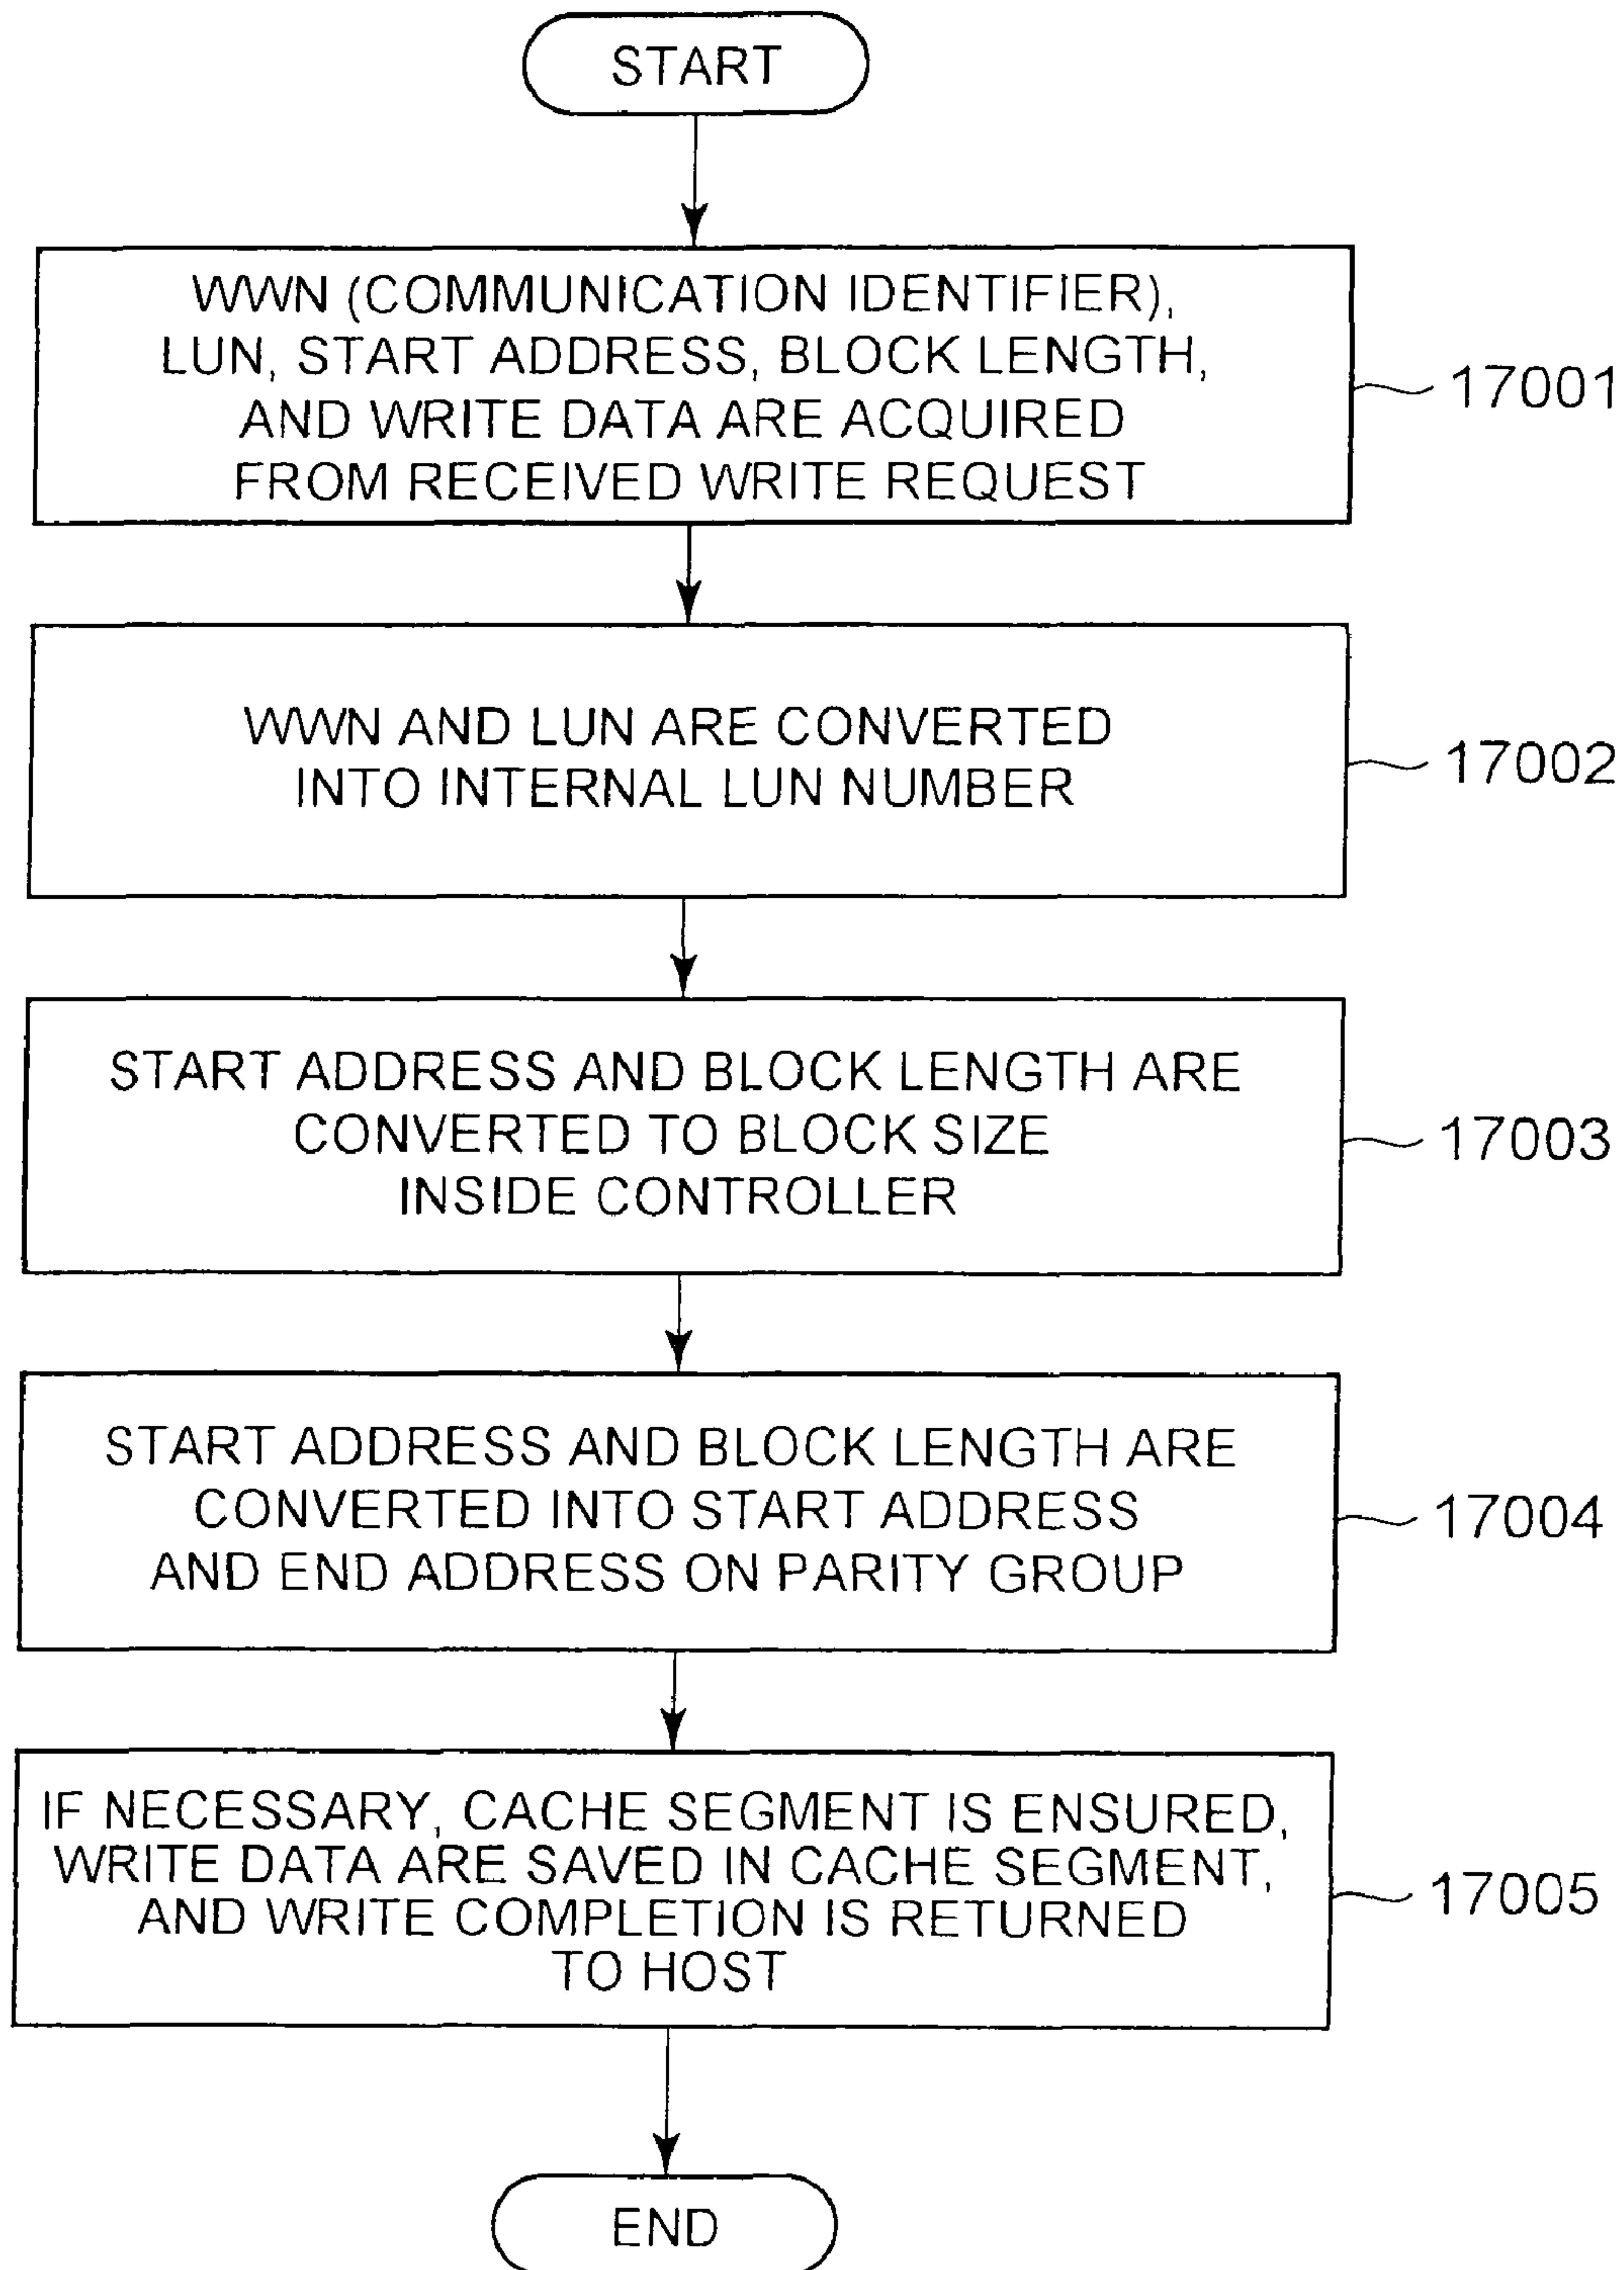 START
WWN (COMMUNICATION IDENTIFIER),
LUN, START ADDRESS, BLOCK LENGTH,
AND WRITE DATA ARE ACQUIRED
FROM RECEIVED WRITE REQUEST
17001
WWN AND LUN ARE CONVERTED
INTO INTERNAL LUN NUMBER
17002
START ADDRESS AND BLOCK LENGTH ARE
CONVERTED TO BLOCK SIZE
INSIDE CONTROLLER
17003
START ADDRESS AND BLOCK LENGTH ARE
CONVERTED INTO START ADDRESS
AND END ADDRESS ON PARITY GROUP
17004
IF NECESSARY, CACHE SEGMENT IS ENSURED,
WRITE DATA ARE SAVED IN CACHE SEGMENT,
AND WRITE COMPLETION IS RETURNED
TO HOST
17005
END